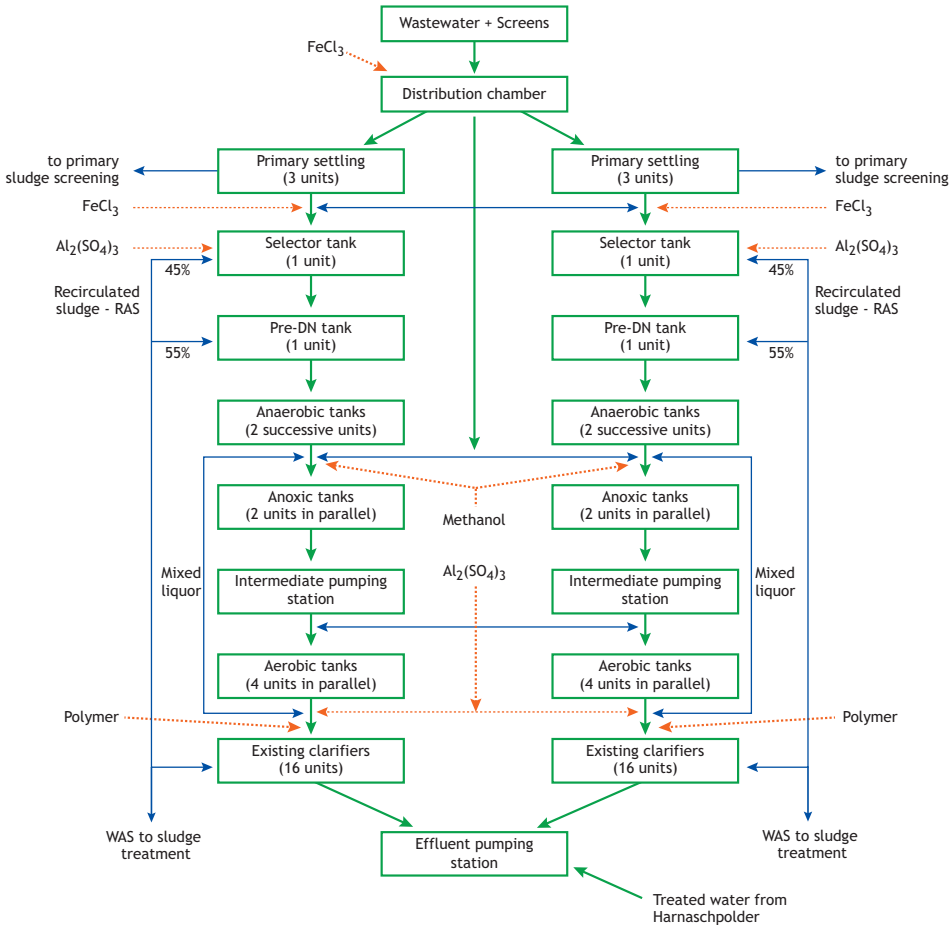 Wastewater + Screens
FeCl3
Distribution chamber
to primary
sludge screening
Primary settling
(3 units)
Primary settling
(3 units)
to primary
sludge screening
FeCl3
FeCl3
Al2(SO4)3
Selector tank
(1 unit)
Selector tank
(1 unit)
Al2(SO4)3
45%
45%
Recirculated
sludge - RAS
Recirculated
sludge - RAS
Pre-DN tank
(1 unit)
Pre-DN tank
(1 unit)
55%
55%
Anaerobic tanks
(2 successive units)
Anaerobic tanks
(2 successive units)
Anoxic tanks
(2 units in parallel)
Methanol
Anoxic tanks
(2 units in parallel)
Mixed
liquor
Intermediate pumping
station
Al2(SO4)3
Intermediate pumping
station
Mixed
liquor
Aerobic tanks
(4 units in parallel)
Aerobic tanks
(4 units in parallel)
Polymer
Polymer
Existing clarifiers
(16 units)
Existing clarifiers
(16 units)
WAS to sludge
treatment
Effluent pumping
station
WAS to sludge
treatment
Treated water from
Harnaschpolder